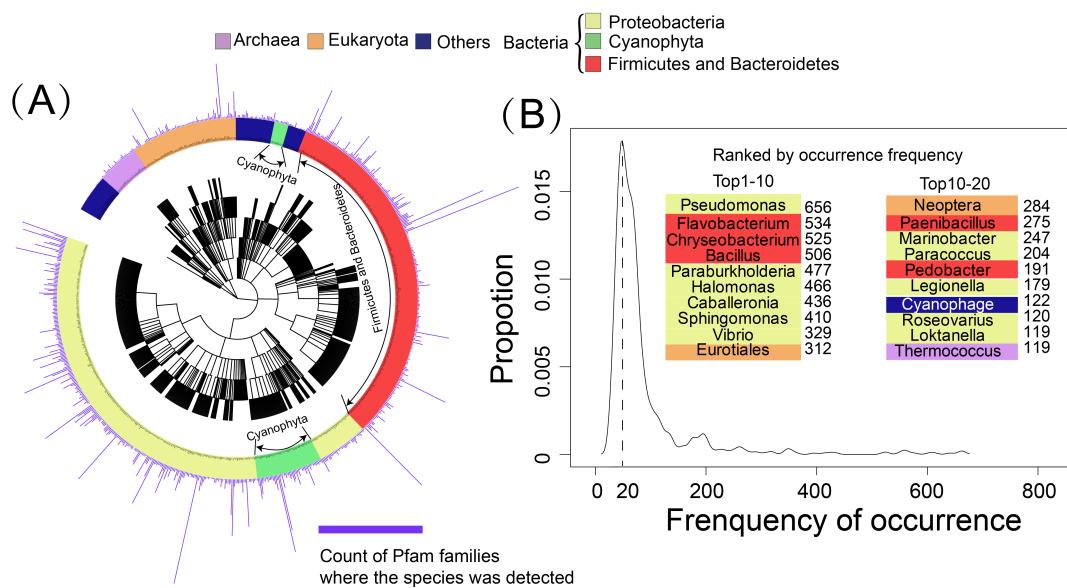 Archaea Eukaryota Others Bacteria
Proteobacteria
Cyanophyta
Firmicutes and Bacteroidetes
(A)
Cyanophyta
Firmicutes and Bacteroidetes
Cyanophyta
Count of Pfam families
where the species was detected
(B)
Ranked by occurrence frequency
Top1-10
Pseudomonas 656
Flavobacterium 534
Chryseobacterium 525
Bacillus 506
Paraburkholderia 477
Halomonas 466
Caballeronia 436
Sphingomonas 410
Vibrio 329
Eurotiales 312
Top10-20
Neoptera 284
Paenibacillus 275
Marinobacter 247
Paracoccus 204
Pedobacter 191
Legionella 179
Cyanophage 122
Roseovarius 120
Loktanella 119
Thermococcus 119
Propotion
0.015
0.010
0.005
0
0 20 200 400 600 800
Frenquency of occurrence